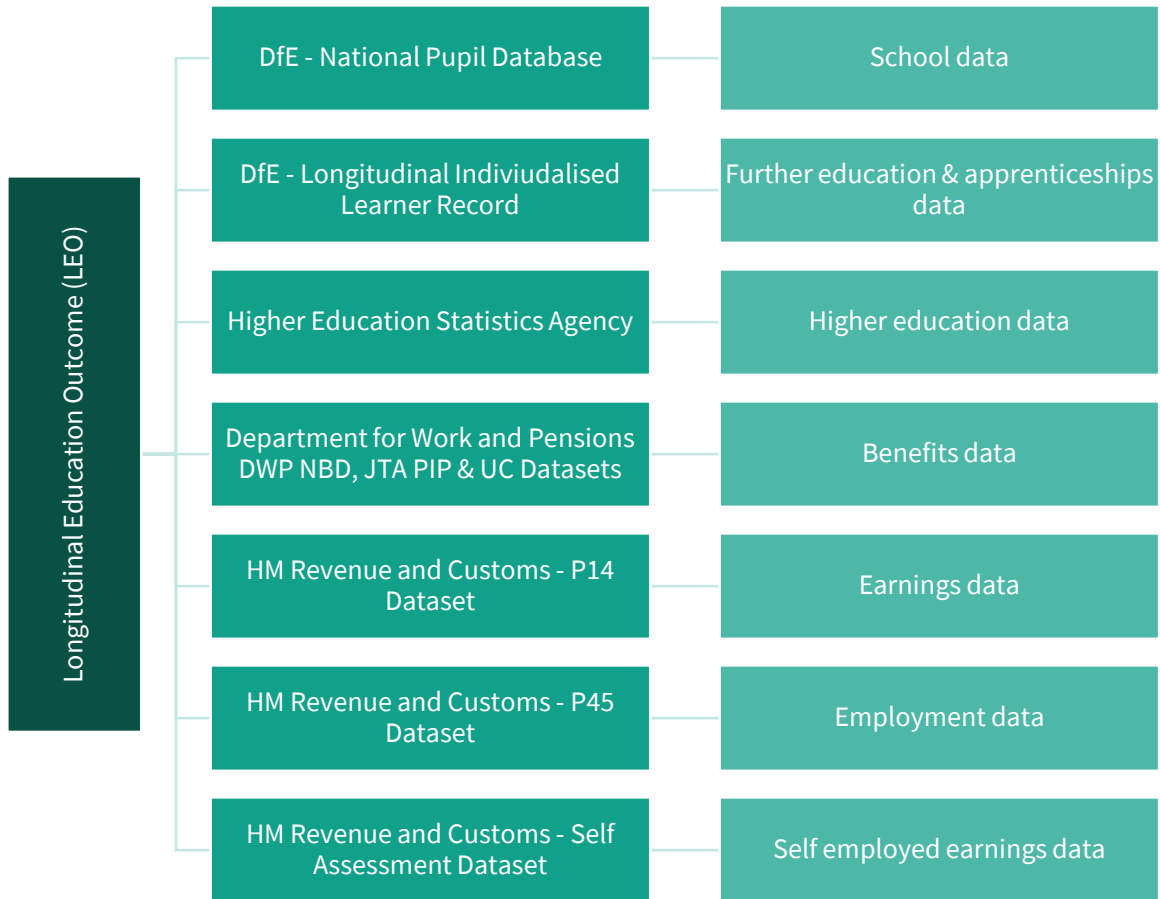 Longitudinal Education Outcome (LEO)
DfE - National Pupil Database
School data
DfE - Longitudinal Indiviudalised
Learner Record
Further education & apprenticeships
data
Higher Education Statistics Agency
Higher education data
Department for Work and Pensions
DWP NBD, JTA PIP & UC Datasets
Benefits data
HM Revenue and Customs - P14
Dataset
Earnings data
HM Revenue and Customs - P45
Dataset
Employment data
HM Revenue and Customs - Self
Assessment Dataset
Self employed earnings data